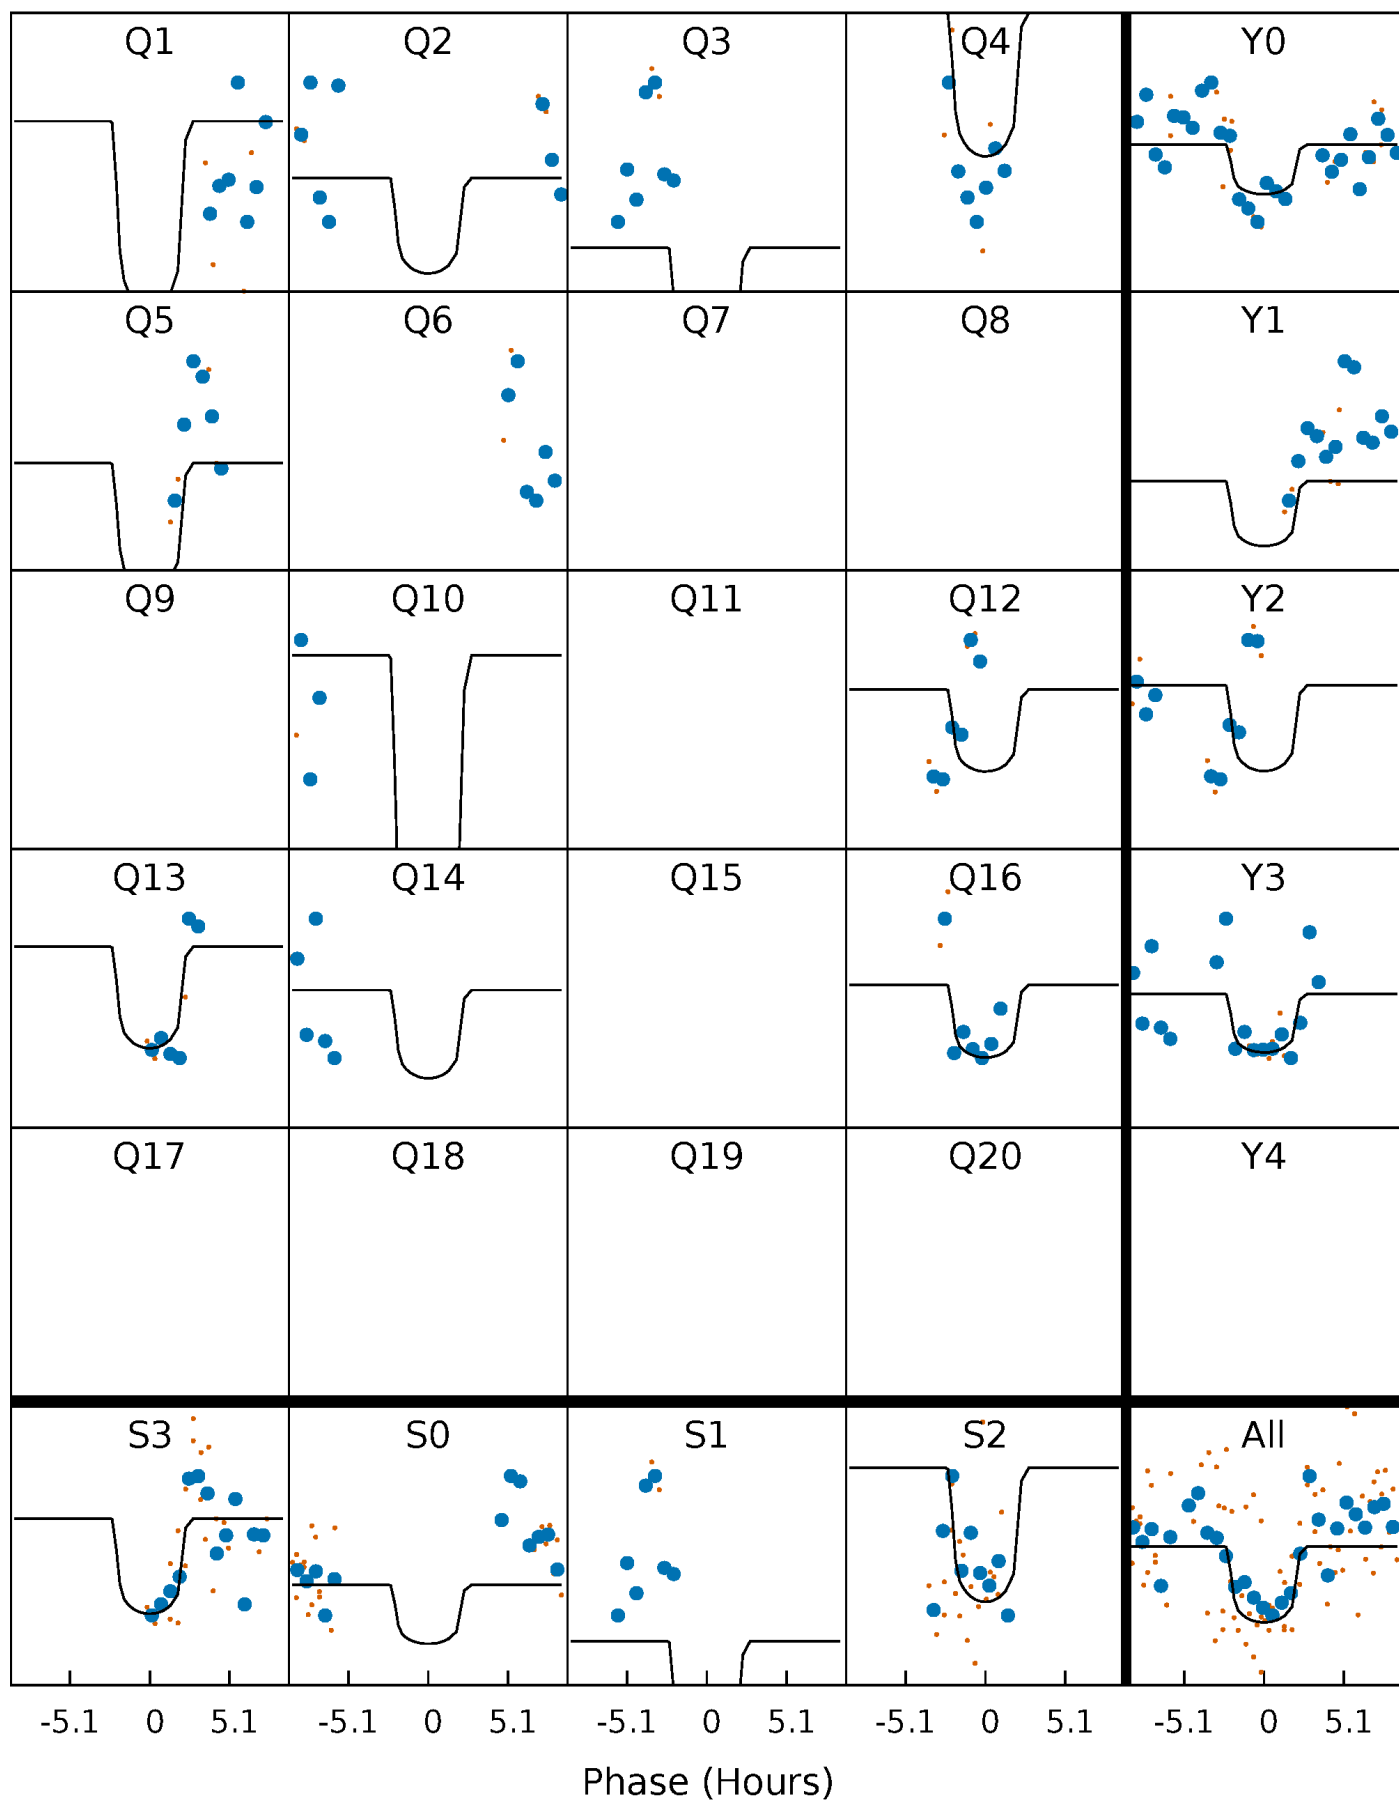 Q1 Q2 Q3 Q4 Y0
Q5 Q6 Q7 Q8 Y1
Q9 Q10 Q11 Q12 Y2
Q13 Q14 Q15 Q16 Y3
Q17 Q18 Q19 Q20 Y4
S3 S0 S1 S2 All
-5.1 0 5.1 -5.1 0 5.1 -5.1 0 5.1 -5.1 0 5.1 -5.1 0 5.1
Phase (Hours)